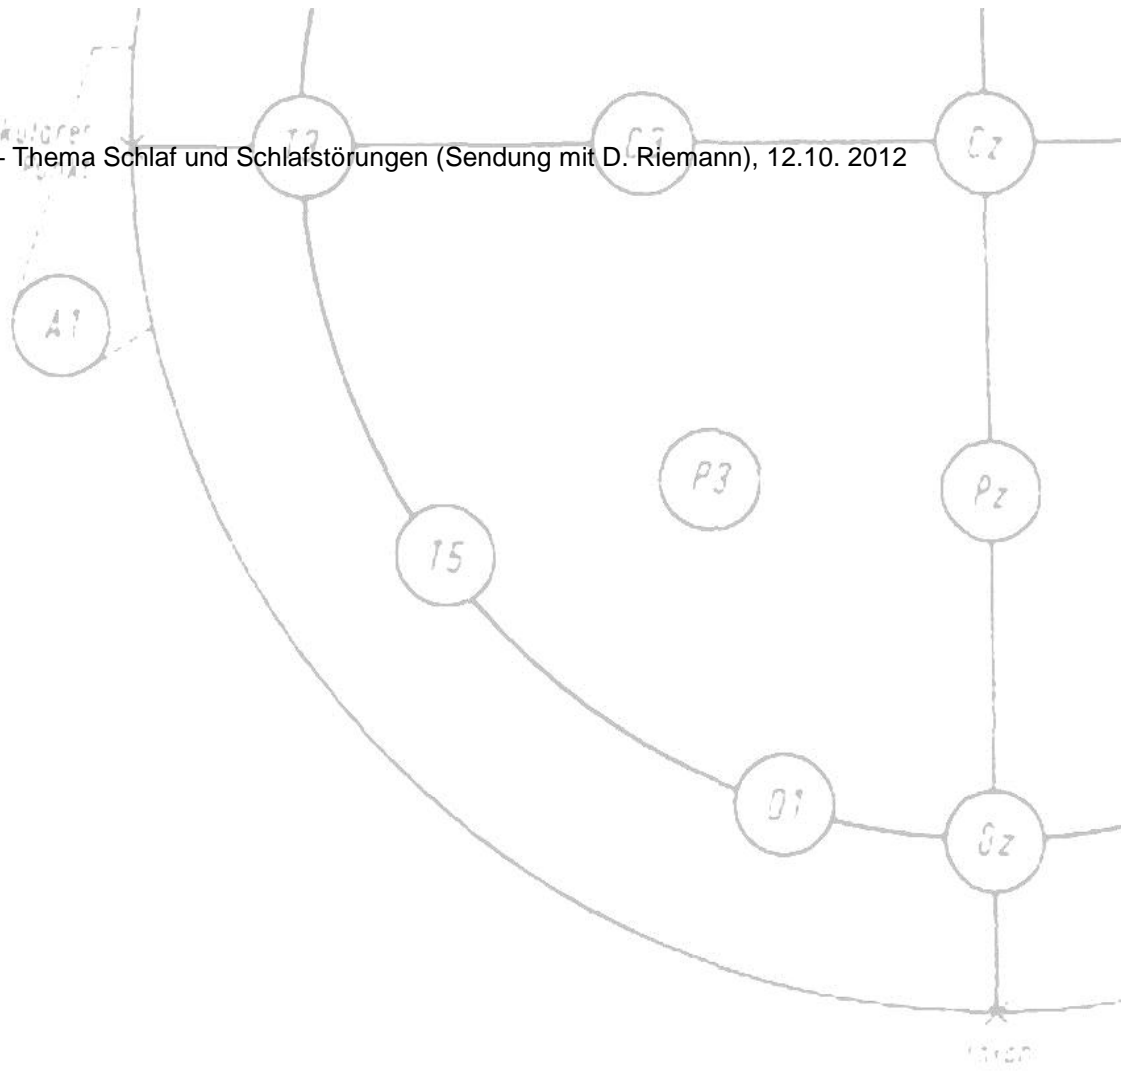 - Thema Schlaf und Schlafstörungen (Sendung mit D. Riemann), 12.10. 2012
Cz
A1
P3
Pz
T5
O1
Oz